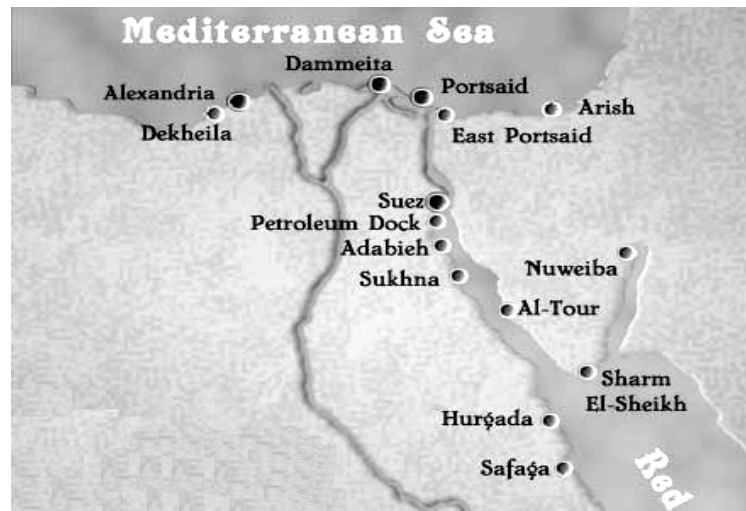 Mediterranean Sea
Dammeita
Alexandria
Portsaid
Arish
Dekheila
East Portsaid
Suez
Petroleum Dock
Adabieh
Nuweiba
Sukhna
Al-Tour
Sharm
El-Sheikh
Hurgada
Safaga
Red